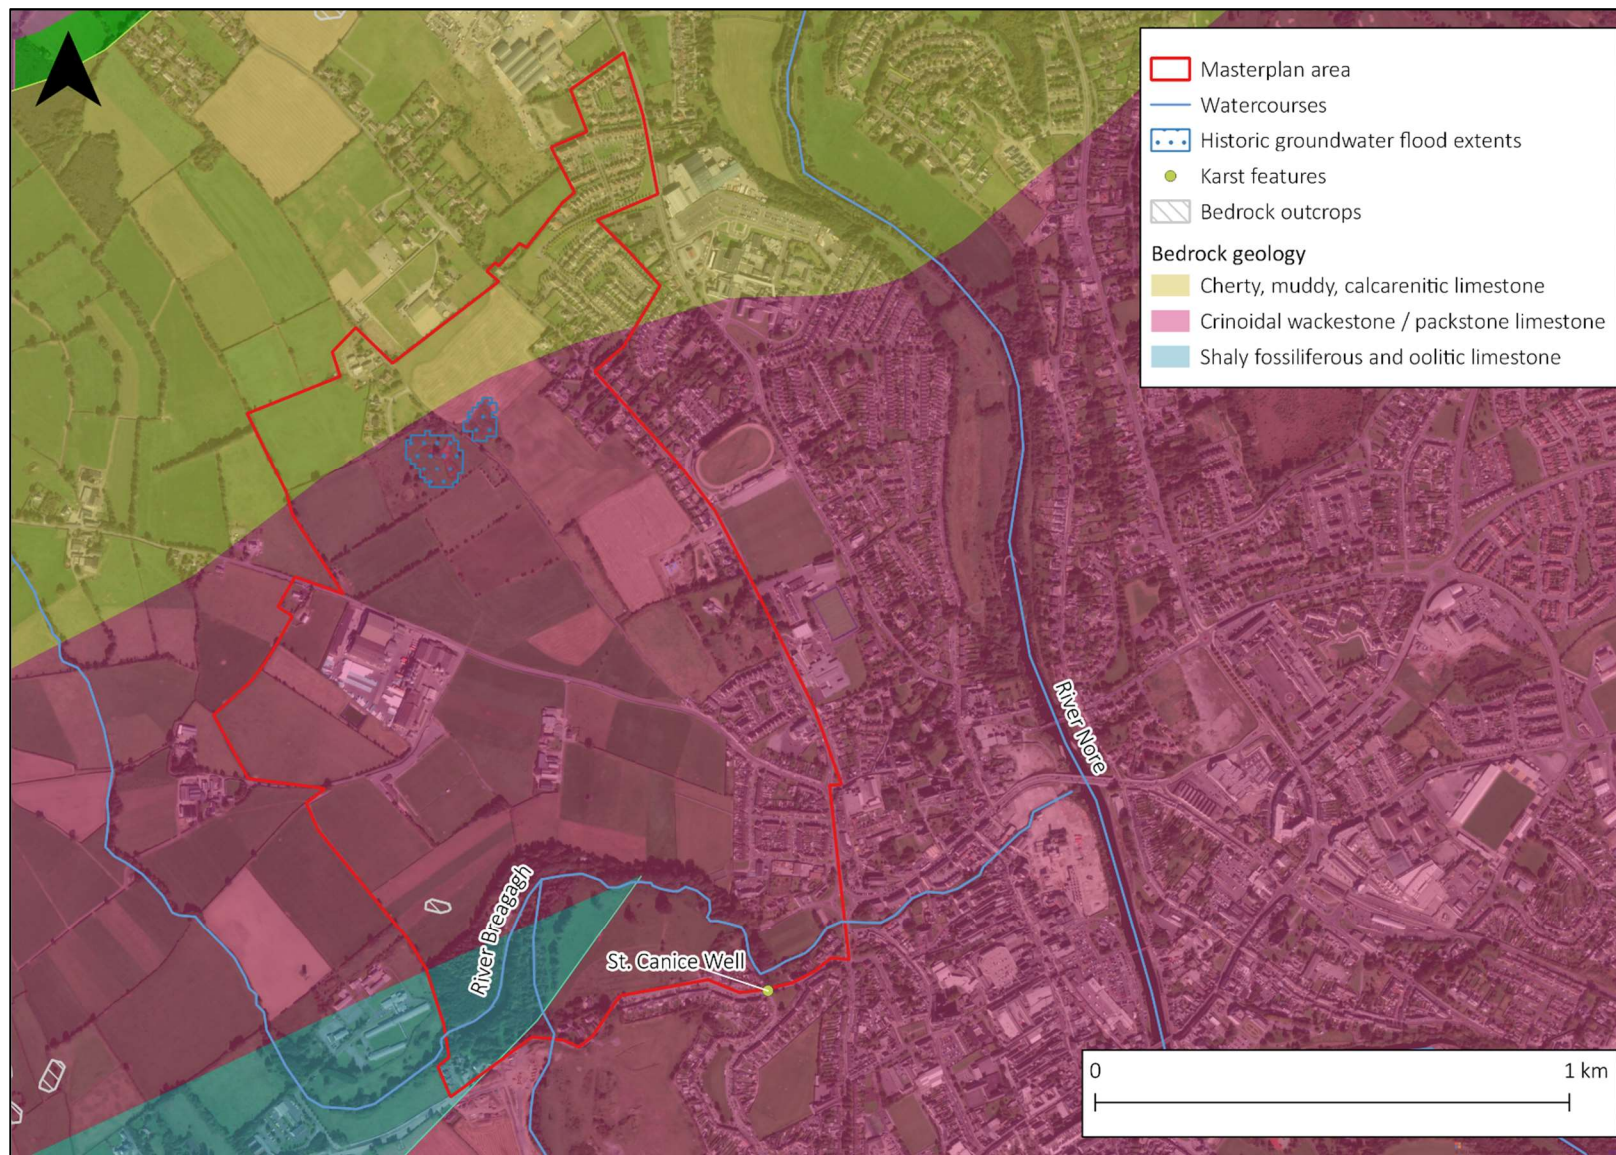 Masterplan area
Watercourses
Historic groundwater flood extents
Karst features
Bedrock outcrops
Bedrock geology
Cherty, muddy, calcarenitic limestone
Crinoidal wackestone / packstone limestone
Shaly fossiliferous and oolitic limestone
River Nore
River Breagagh
St. Canice Well
0 1 km